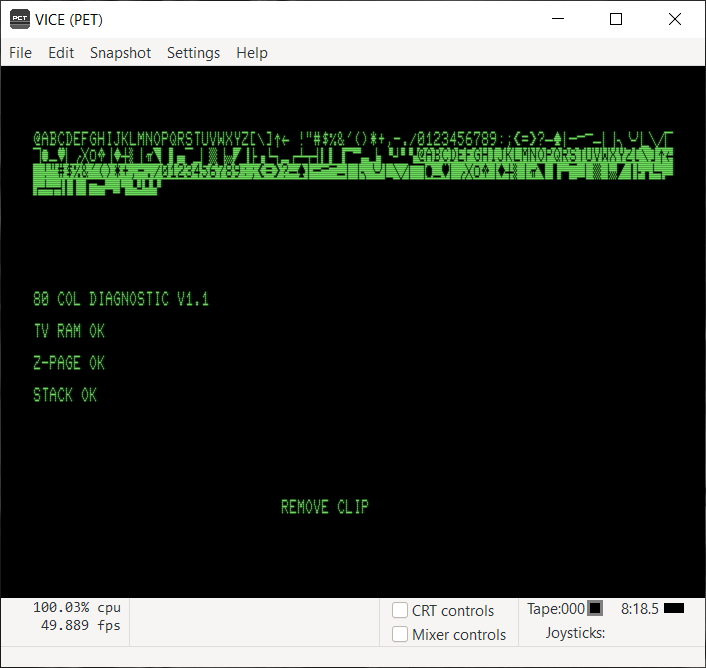 VICE (PET)
File Edit Snapshot Settings Help
@ABCDEFGHIJKLMNOPQRSTUVWXYZ[\]↑← !"#$%&'()*+,-./0123456789:;<=>?
@ABCDEFGHIJKLMNOPQRSTUVWXYZ[\]↑←
!"#$%&'()*+,-./0123456789:;<=>?
80 COL DIAGNOSTIC V1.1
TV RAM OK
Z-PAGE OK
STACK OK
REMOVE CLIP
100.03% cpu
49.889 fps
CRT controls
Mixer controls
Tape:000 8:18.5
Joysticks: